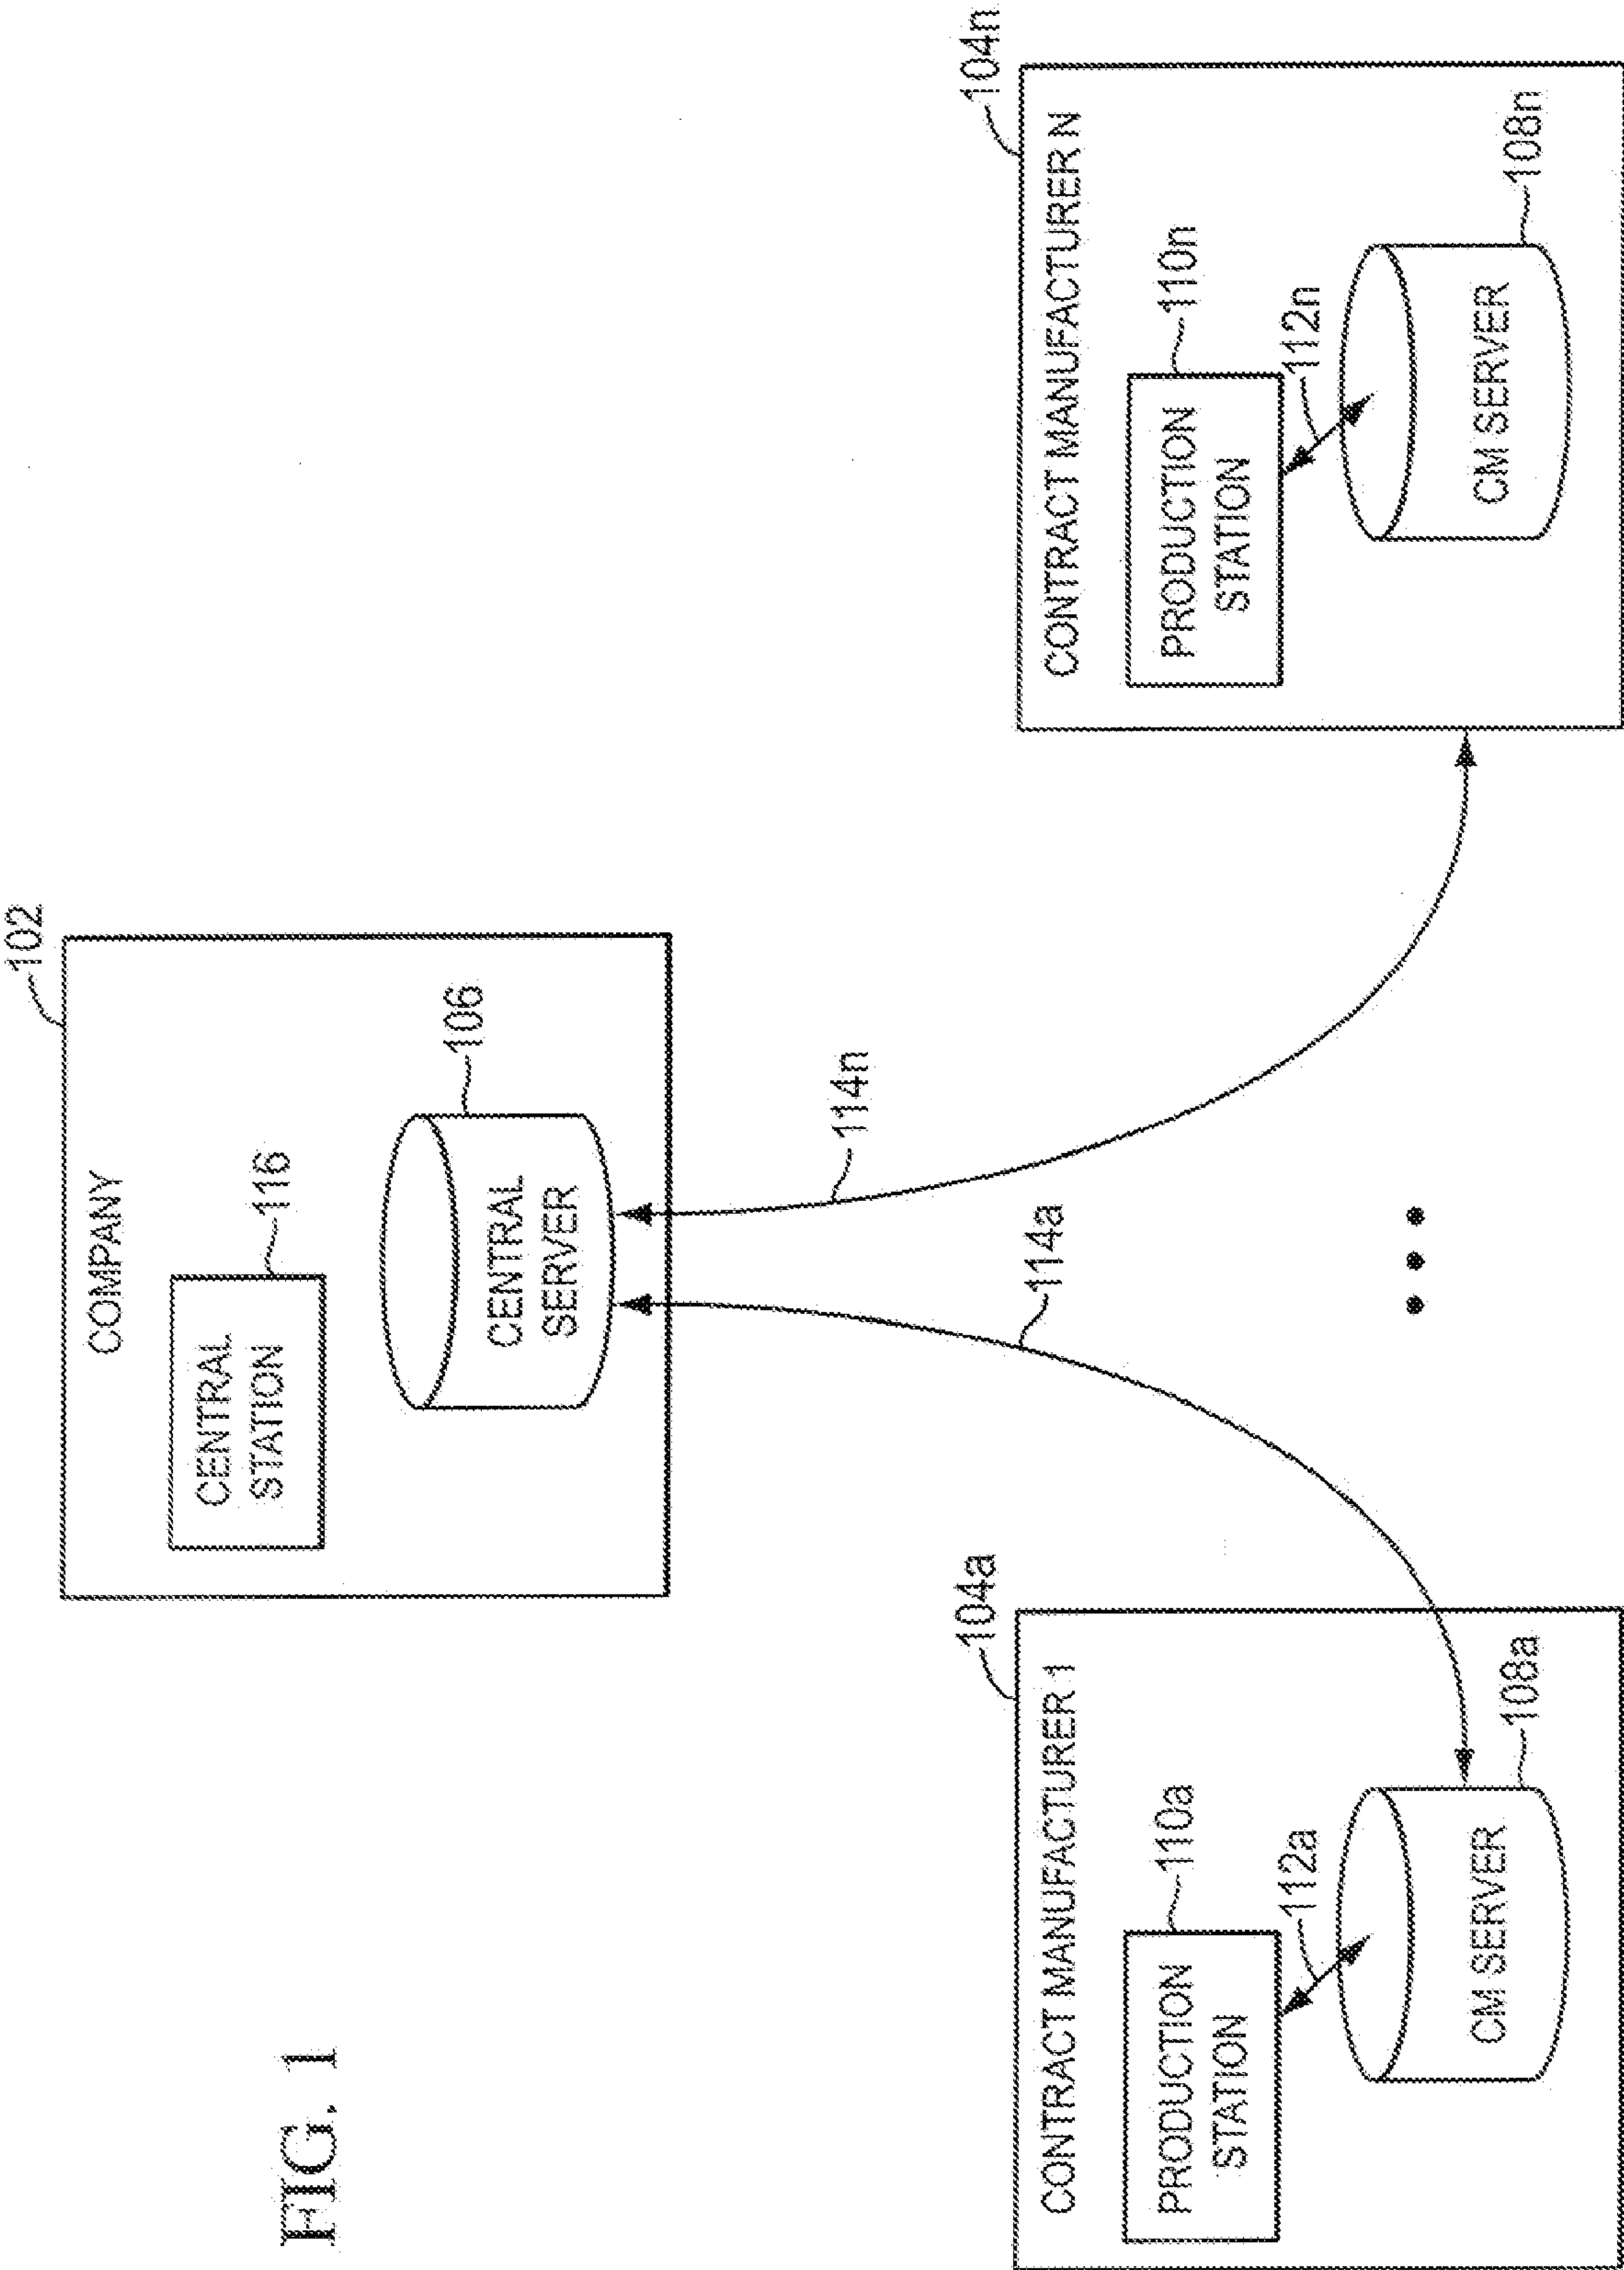 FIG. 1
102
COMPANY
CENTRAL
STATION
116
CENTRAL
SERVER
106
114a
114n
104a
CONTRACT MANUFACTURER 1
PRODUCTION
STATION
110a
112a
CM SERVER
108a
104n
CONTRACT MANUFACTURER N
PRODUCTION
STATION
110n
112n
CM SERVER
108n